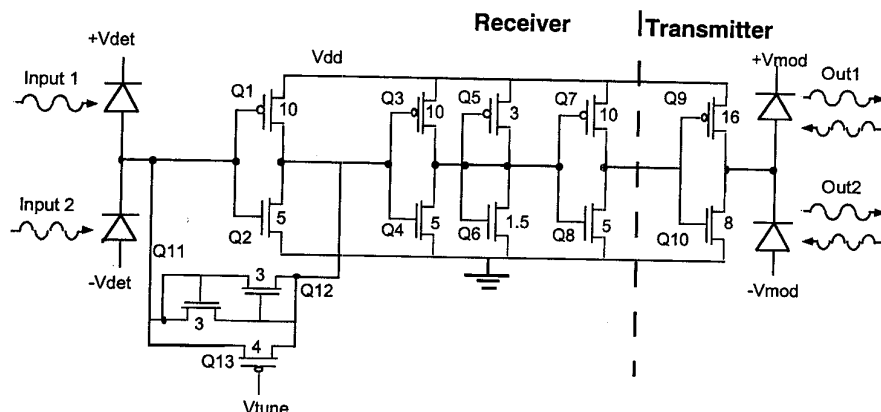 Receiver
Transmitter
+Vdet
Vdd
+Vmod
Input 1
Q1
Q3
Q5
Q7
Q9
Out1
10
10
3
10
16
Input 2
Q2
5
Q4
5
Q6
1.5
Q8
5
Q10
8
Out2
Q11
-Vdet
3
Q12
-Vmod
3
4
Q13
Vtune